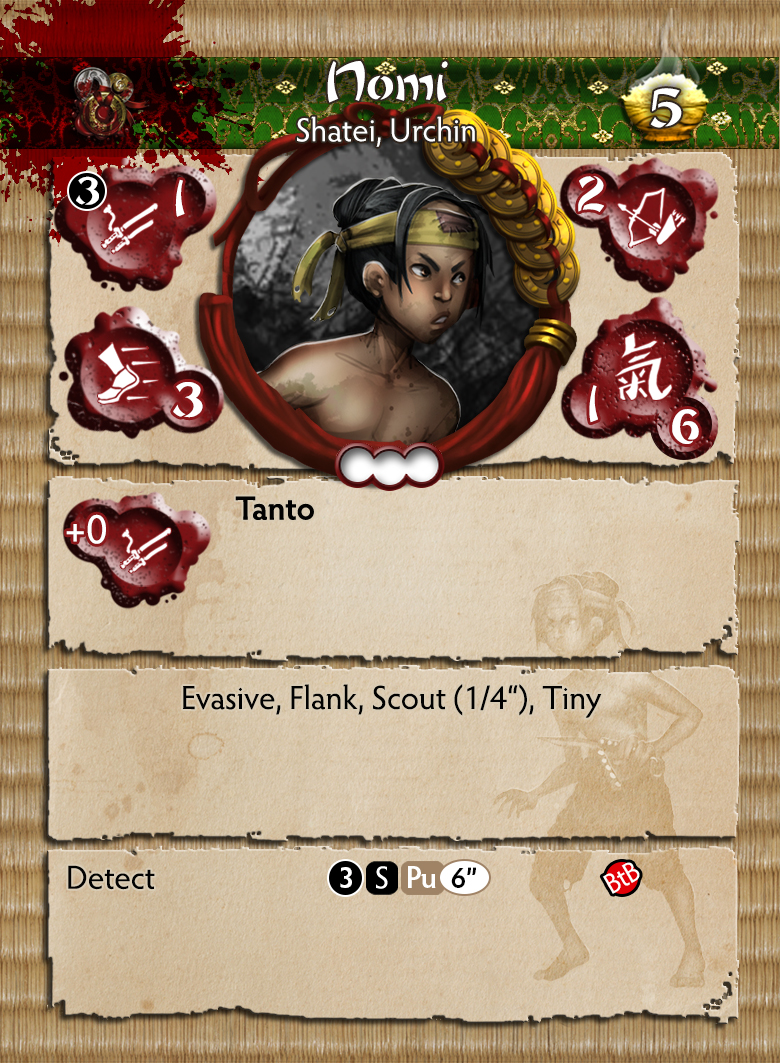 Nomi
Shatei, Urchin
5
3 1
2
3
氣
1 6
+0
Tanto
Evasive, Flank, Scout (1/4“), Tiny
Detect 3 S Pu 6” BtB